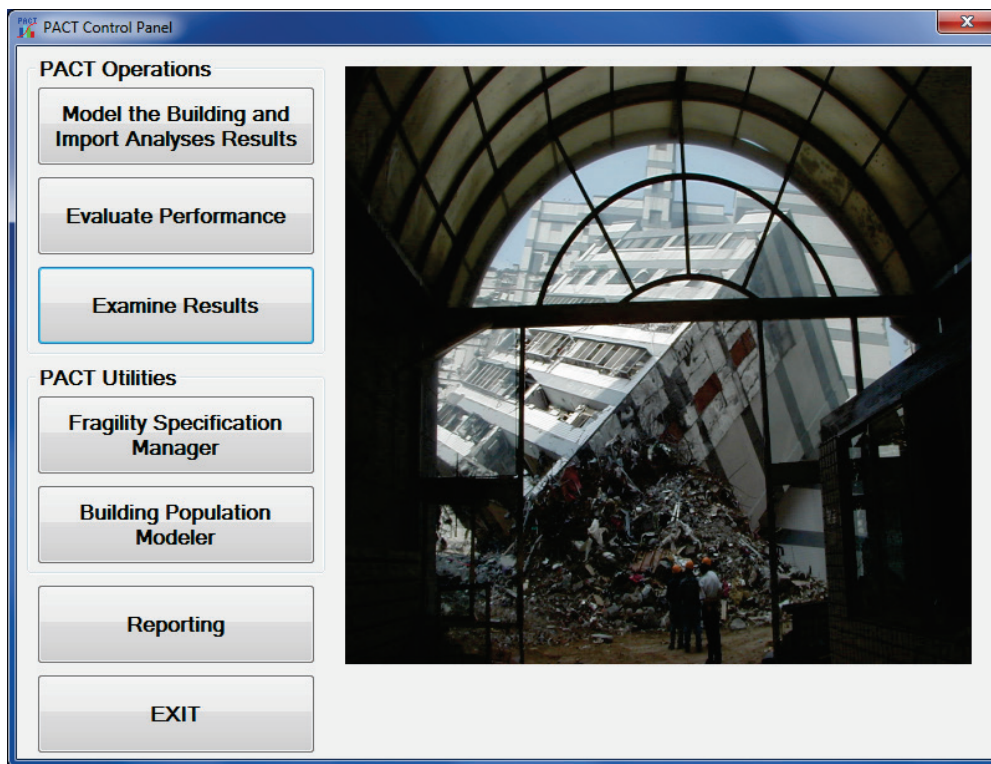 PACT
PACT Control Panel
x
PACT Operations
Model the Building and
Import Analyses Results
Evaluate Performance
Examine Results
PACT Utilities
Fragility Specification
Manager
Building Population
Modeler
Reporting
EXIT